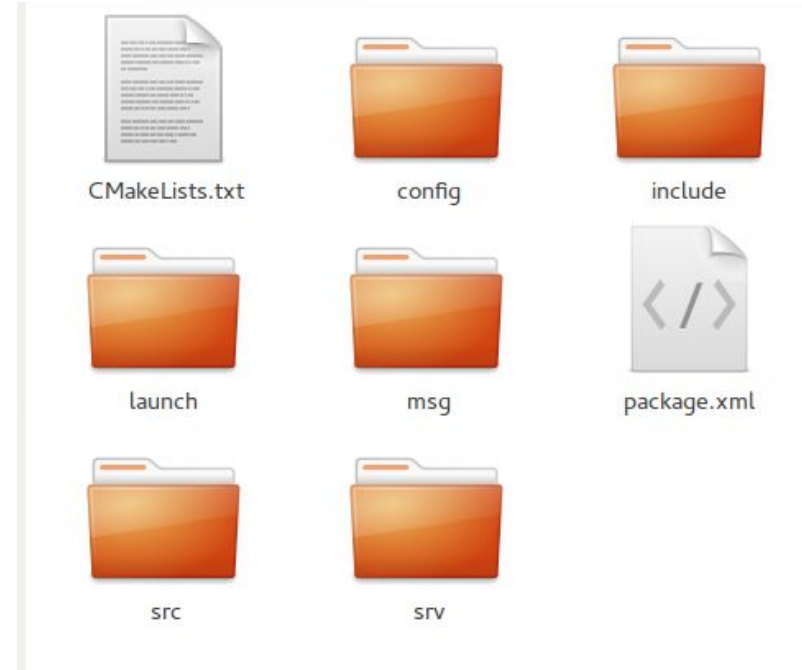 CMakeLists.txt
config
include
launch
msg
package.xml
src
srv